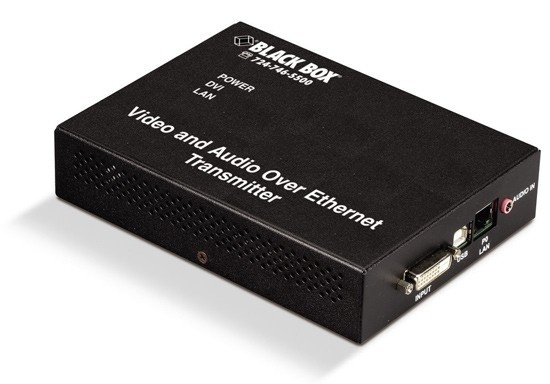 BLACK BOX
724-746-5500
POWER
DVI
LAN
Video and Audio Over Ethernet
Transmitter
INPUT
USB
P0
LAN
AUDIO IN